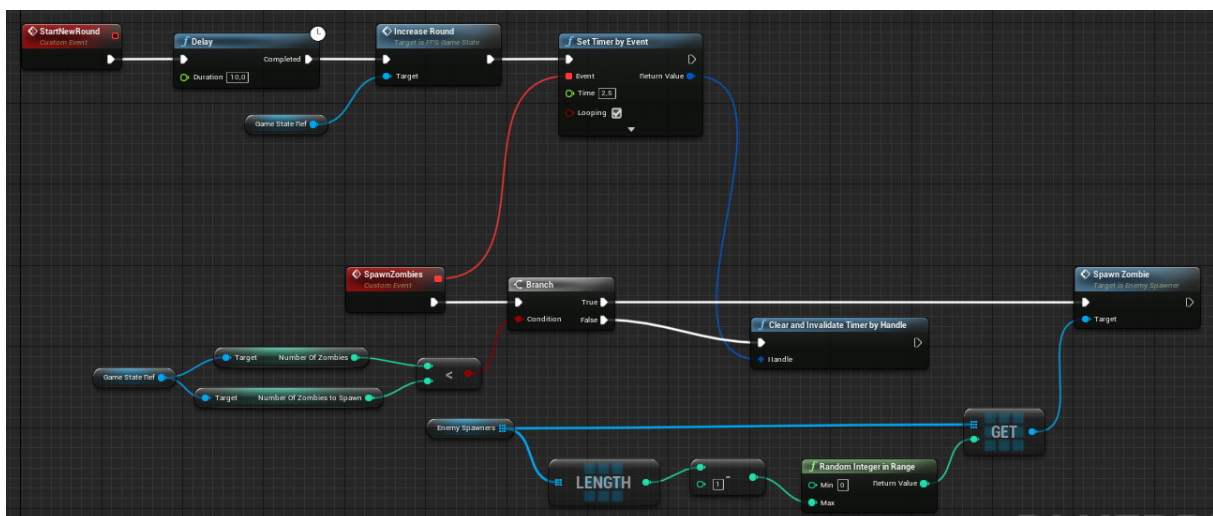 StartNewRound
Custom Event
f Delay
Completed
Duration 10,0
Increase Round
Target is FPS Game State
Target
f Set Timer by Event
Event
Return Value
Time 2,5
Looping
Game State Ref
SpawnZombies
Custom Event
Branch
True
Condition
False
Spawn Zombie
Target is Enemy Spawner
Target
f Clear and Invalidate Timer by Handle
Handle
Target Number Of Zombies
Game State Ref
Target Number Of Zombies to Spawn
<
Enemy Spawners
LENGTH
1 -
f Random Integer in Range
Min 0
Return Value
Max
GET